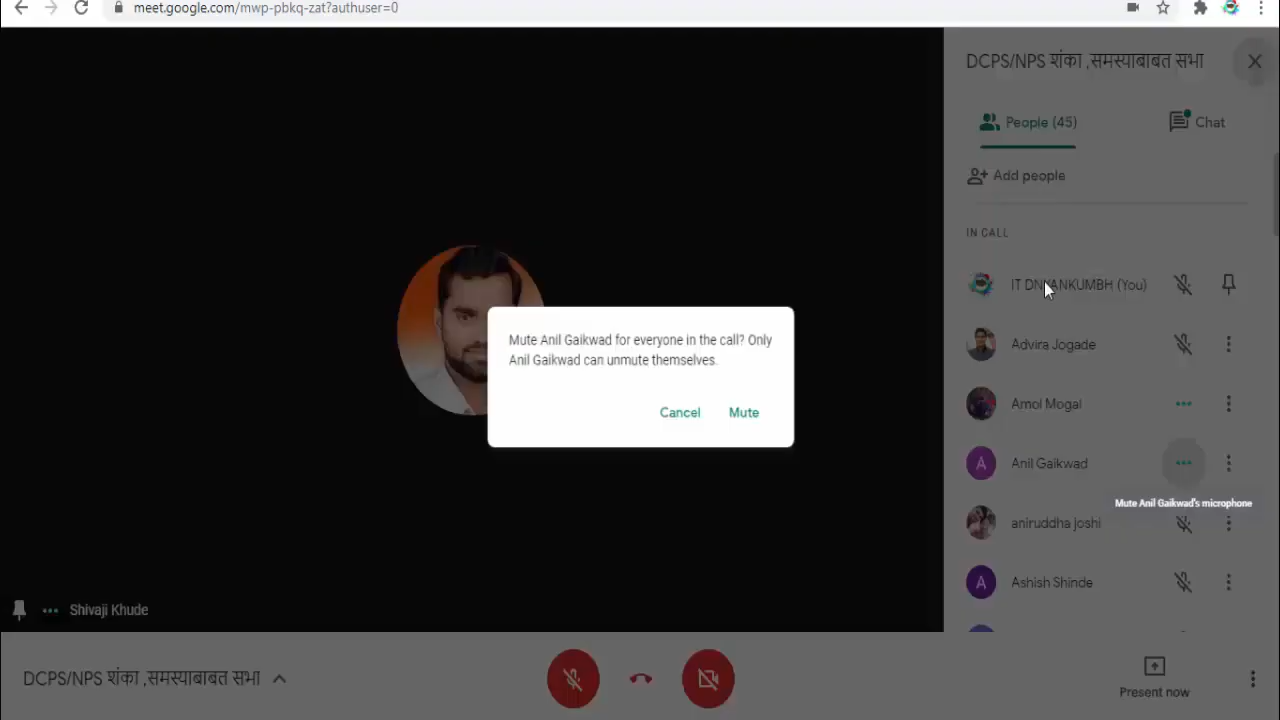 meet.google.com/mwp-pbkq-zat?authuser=0
DCPS/NPS शंका ,समस्याबाबत सभा
People (45)
Chat
Add people
IN CALL
IT DNYANKUMBH (You)
Advira Jogade
Amol Mogal
Mute Anil Gaikwad for everyone in the call? Only
Anil Gaikwad can unmute themselves.
Cancel
Mute
A
Anil Gaikwad
Mute Anil Gaikwad's microphone
aniruddha joshi
A
Ashish Shinde
Shivaji Khude
DCPS/NPS शंका ,समस्याबाबत सभा
Present now